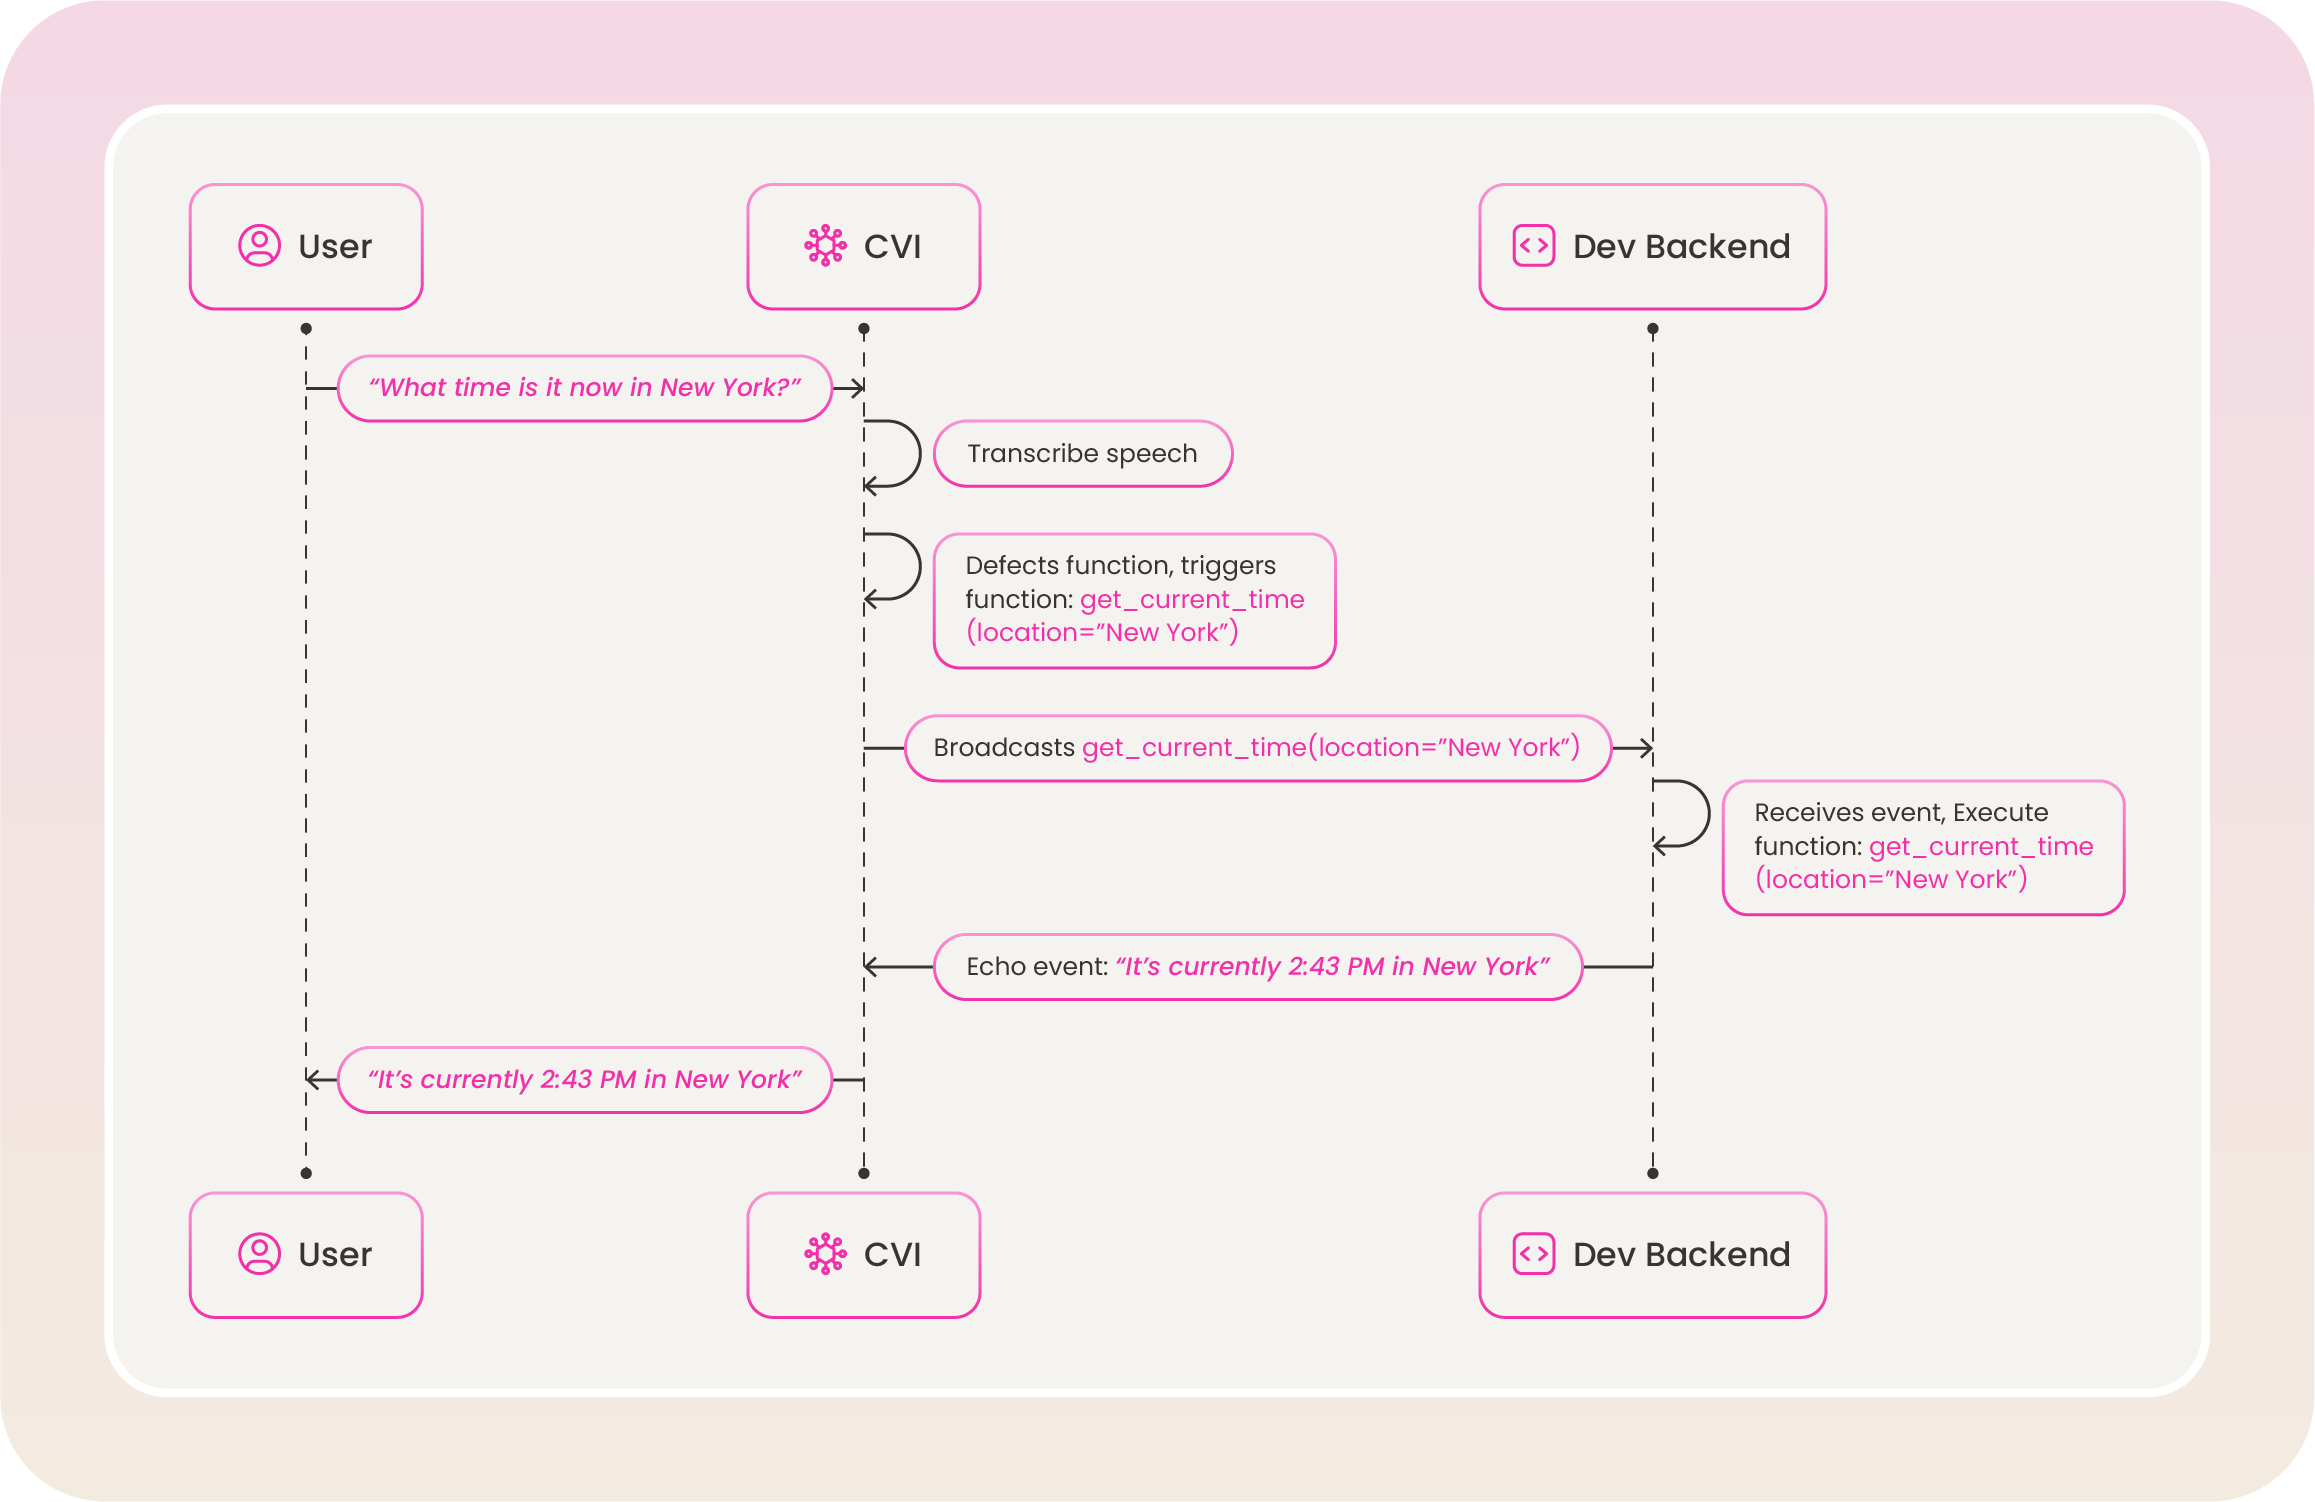 User
CVI
Dev Backend
“What time is it now in New York?”
Transcribe speech
Defects function, triggers
function: get_current_time
(location=”New York”)
Broadcasts get_current_time(location=”New York”)
Receives event, Execute
function: get_current_time
(location=”New York”)
Echo event: “It’s currently 2:43 PM in New York”
“It’s currently 2:43 PM in New York”
User
CVI
Dev Backend